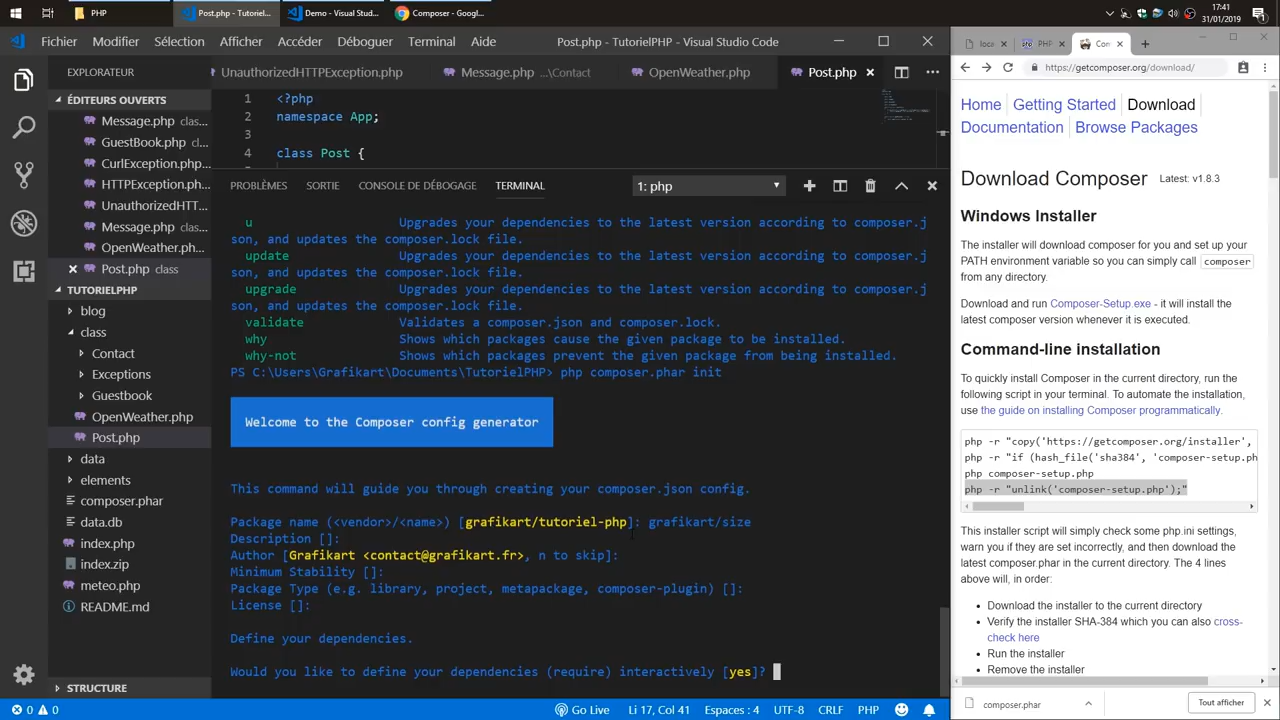 PHP
Post.php - Tutoriel...
Demo - Visual Stud...
Composer - Googl...
17:41
31/01/2019
Fichier Modifier Sélection Afficher Accéder Déboguer Terminal Aide
Post.php - TutorielPHP - Visual Studio Code
EXPLORATEUR
ÉDITEURS OUVERTS
Message.php clas...
GuestBook.php cl...
CurlException.php...
HTTPException.ph...
UnauthorizedHTT...
Message.php clas...
OpenWeather.ph...
Post.php class
TUTORIELPHP
blog
class
Contact
Exceptions
Guestbook
OpenWeather.php
Post.php
data
elements
composer.phar
data.db
index.php
index.zip
meteo.php
README.md
STRUCTURE
UnauthorizedHTTPException.php
Message.php ...\Contact
OpenWeather.php
Post.php
1 <?php
2 namespace App;
3
4 class Post {
PROBLÈMES SORTIE CONSOLE DE DÉBOGAGE TERMINAL
1: php
u Upgrades your dependencies to the latest version according to composer.j
son, and updates the composer.lock file.
update Upgrades your dependencies to the latest version according to composer.j
son, and updates the composer.lock file.
upgrade Upgrades your dependencies to the latest version according to composer.j
son, and updates the composer.lock file.
validate Validates a composer.json and composer.lock.
why Shows which packages cause the given package to be installed.
why-not Shows which packages prevent the given package from being installed.
PS C:\Users\Grafikart\Documents\TutorielPHP> php composer.phar init
Welcome to the Composer config generator
This command will guide you through creating your composer.json config.
Package name (<vendor>/<name>) [grafikart/tutoriel-php]: grafikart/size
Description []:
Author [Grafikart <contact@grafikart.fr>, n to skip]:
Minimum Stability []:
Package Type (e.g. library, project, metapackage, composer-plugin) []:
License []:
Define your dependencies.
Would you like to define your dependencies (require) interactively [yes]?
0 0
Go Live Li 17, Col 41 Espaces : 4 UTF-8 CRLF PHP
loca
PHP
Co
https://getcomposer.org/download/
Home Getting Started Download
Documentation Browse Packages
Download Composer Latest: v1.8.3
Windows Installer
The installer will download composer for you and set up your
PATH environment variable so you can simply call composer
from any directory.
Download and run Composer-Setup.exe - it will install the
latest composer version whenever it is executed.
Command-line installation
To quickly install Composer in the current directory, run the
following script in your terminal. To automate the installation,
use the guide on installing Composer programmatically.
php -r "copy('https://getcomposer.org/installer',
php -r "if (hash_file('sha384', 'composer-setup.ph
php composer-setup.php
php -r "unlink('composer-setup.php');"
This installer script will simply check some php.ini settings,
warn you if they are set incorrectly, and then download the
latest composer.phar in the current directory. The 4 lines
above will, in order:
Download the installer to the current directory
Verify the installer SHA-384 which you can also cross-
check here
Run the installer
Remove the installer
composer.phar
Tout afficher